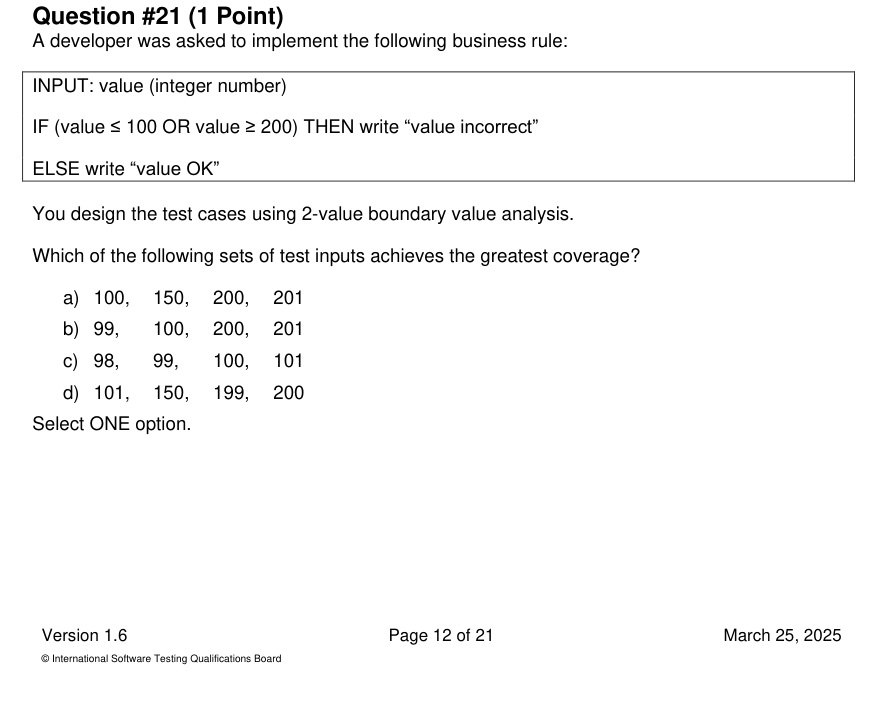 Question #21 (1 Point)
A developer was asked to implement the following business rule:
INPUT: value (integer number)
IF (value ≤ 100 OR value ≥ 200) THEN write “value incorrect”
ELSE write “value OK”
You design the test cases using 2-value boundary value analysis.
Which of the following sets of test inputs achieves the greatest coverage?
a) 100, 150, 200, 201
b) 99, 100, 200, 201
c) 98, 99, 100, 101
d) 101, 150, 199, 200
Select ONE option.
Version 1.6 Page 12 of 21 March 25, 2025
© International Software Testing Qualifications Board